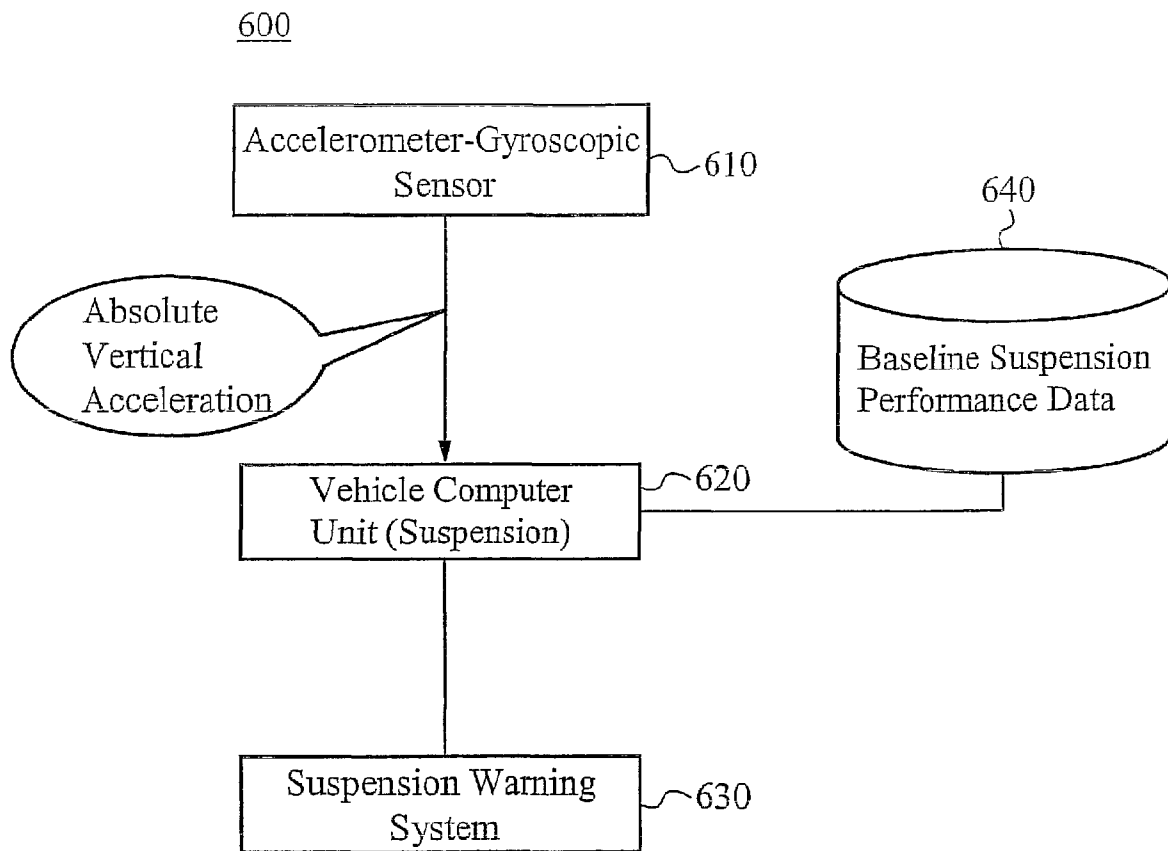 600
Accelerometer-Gyroscopic
Sensor
610
640
Absolute
Vertical
Acceleration
Baseline Suspension
Performance Data
Vehicle Computer
Unit (Suspension)
620
Suspension Warning
System
630